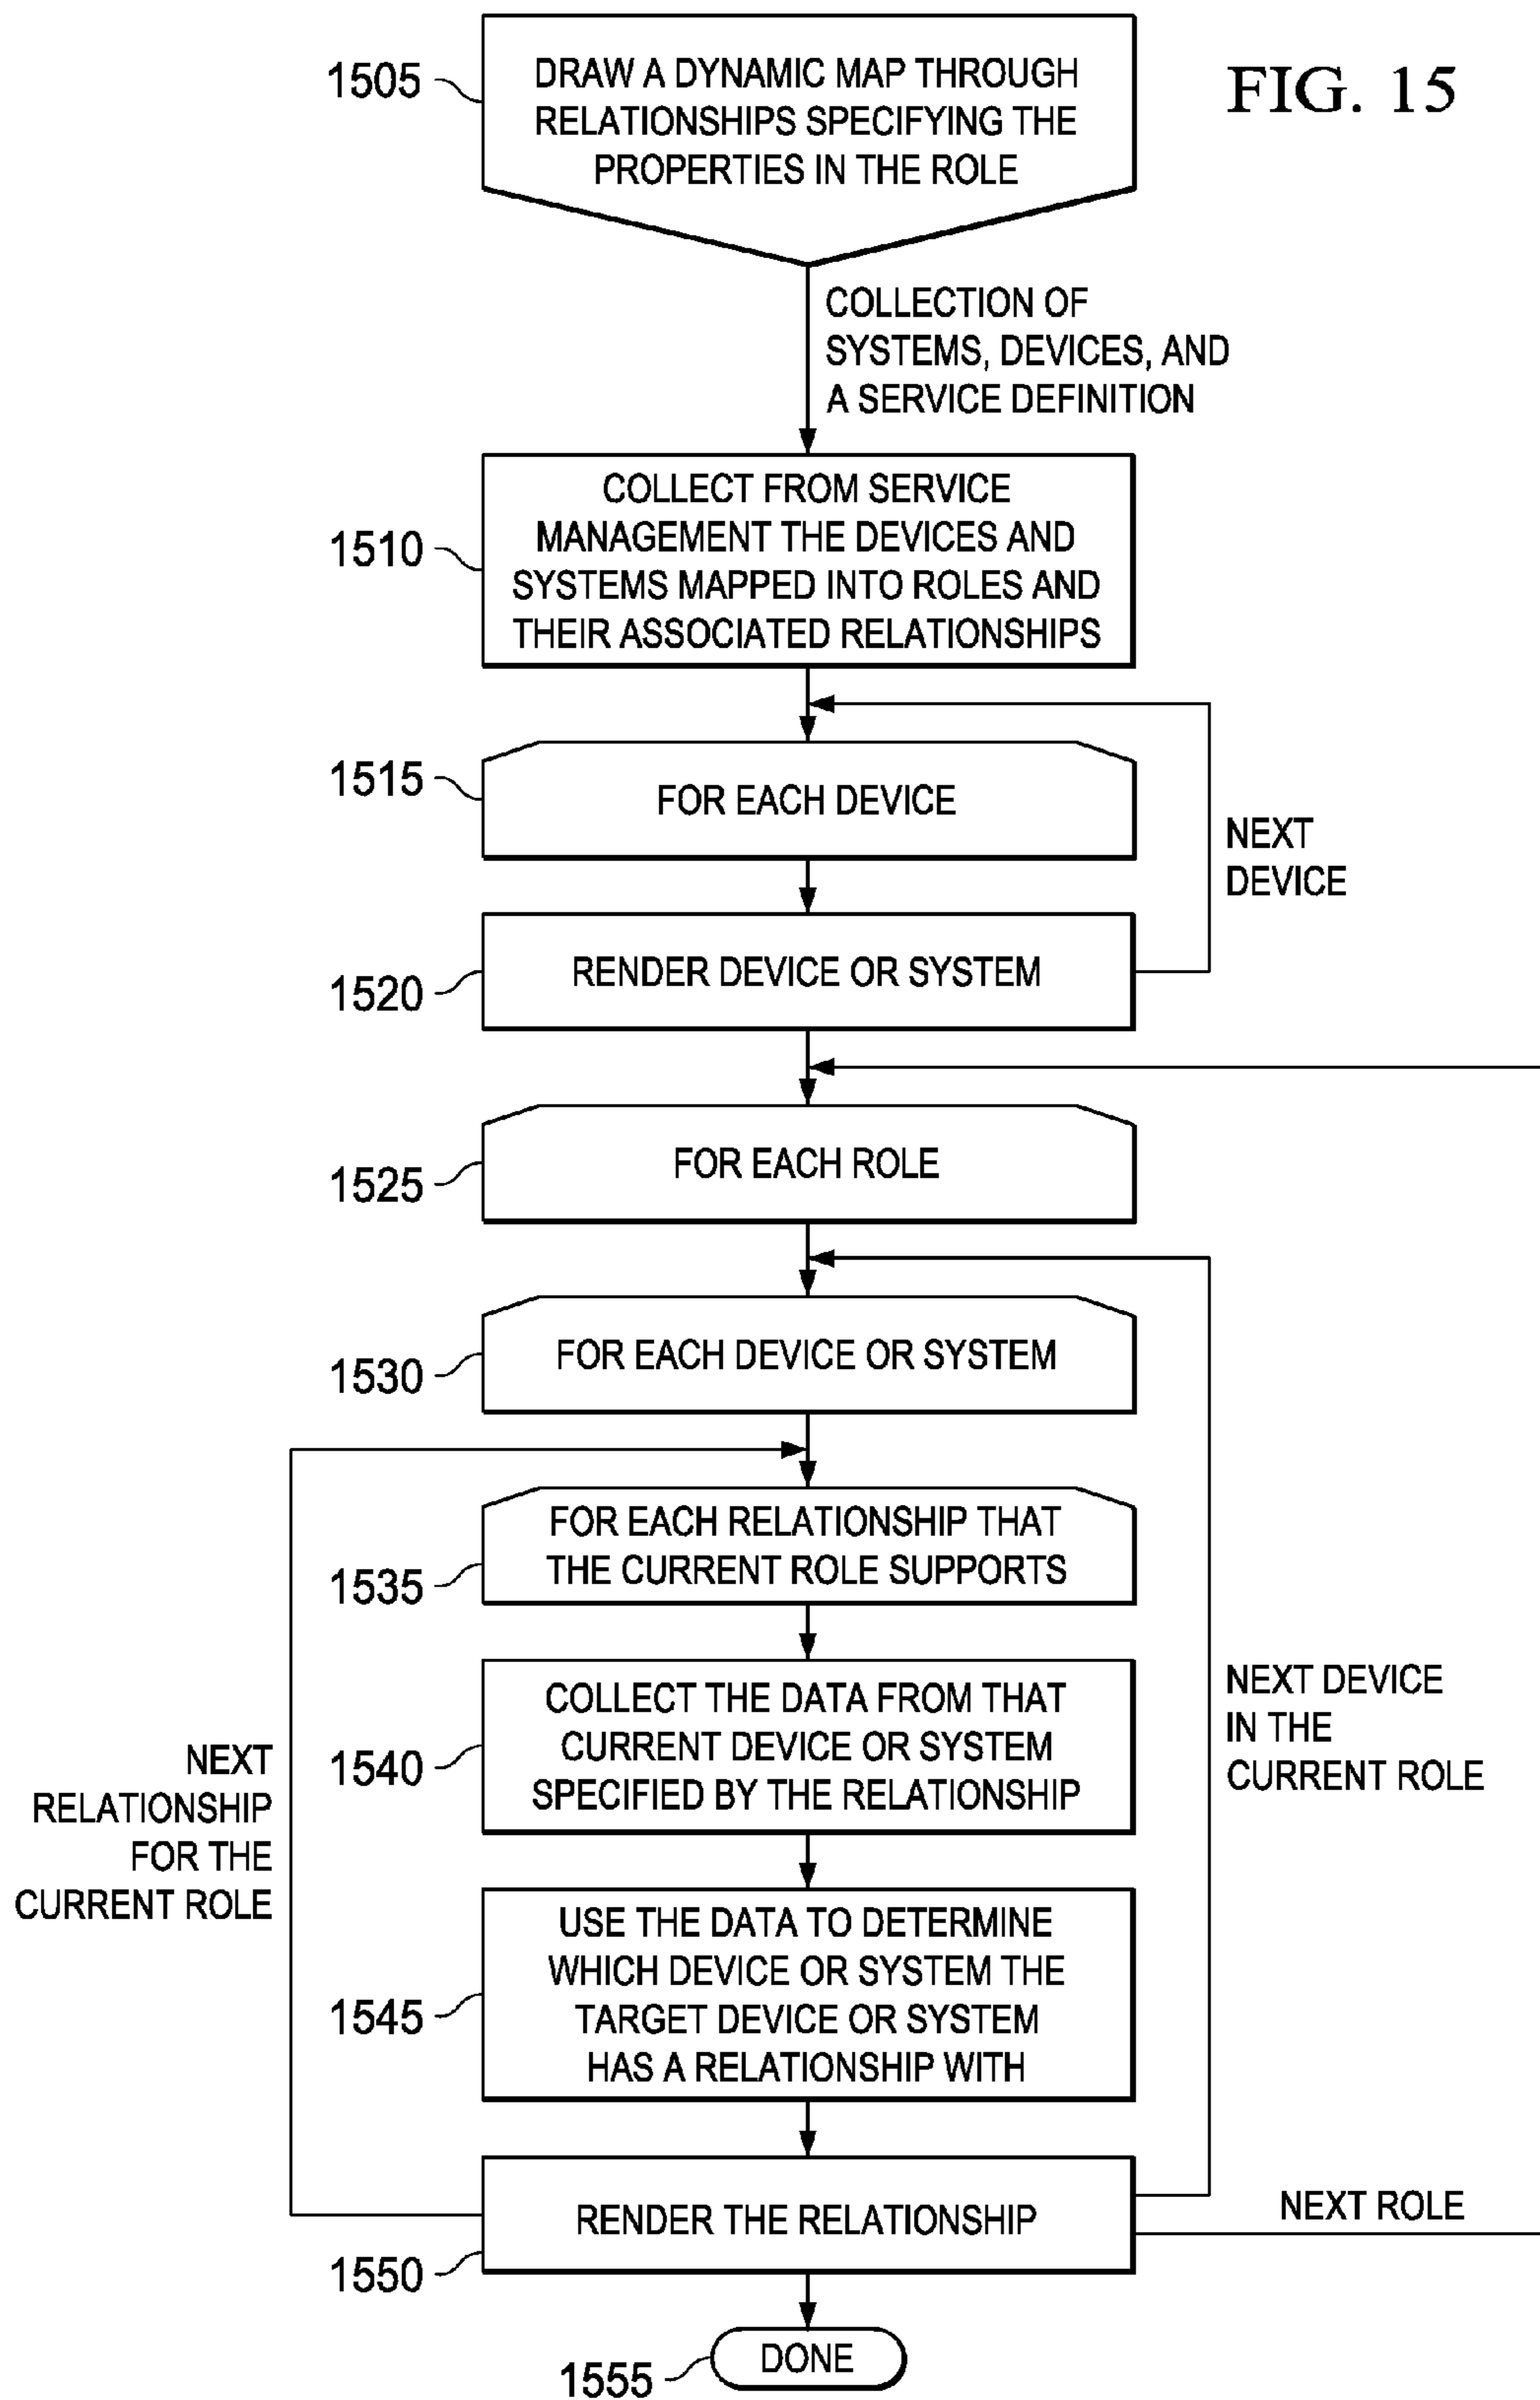 FIG. 15
1505
DRAW A DYNAMIC MAP THROUGH
RELATIONSHIPS SPECIFYING THE
PROPERTIES IN THE ROLE
COLLECTION OF
SYSTEMS, DEVICES, AND
A SERVICE DEFINITION
1510
COLLECT FROM SERVICE
MANAGEMENT THE DEVICES AND
SYSTEMS MAPPED INTO ROLES AND
THEIR ASSOCIATED RELATIONSHIPS
1515
FOR EACH DEVICE
NEXT
DEVICE
1520
RENDER DEVICE OR SYSTEM
1525
FOR EACH ROLE
1530
FOR EACH DEVICE OR SYSTEM
1535
FOR EACH RELATIONSHIP THAT
THE CURRENT ROLE SUPPORTS
1540
COLLECT THE DATA FROM THAT
CURRENT DEVICE OR SYSTEM
SPECIFIED BY THE RELATIONSHIP
NEXT DEVICE
IN THE
CURRENT ROLE
NEXT
RELATIONSHIP
FOR THE
CURRENT ROLE
1545
USE THE DATA TO DETERMINE
WHICH DEVICE OR SYSTEM THE
TARGET DEVICE OR SYSTEM
HAS A RELATIONSHIP WITH
1550
RENDER THE RELATIONSHIP
NEXT ROLE
1555
DONE